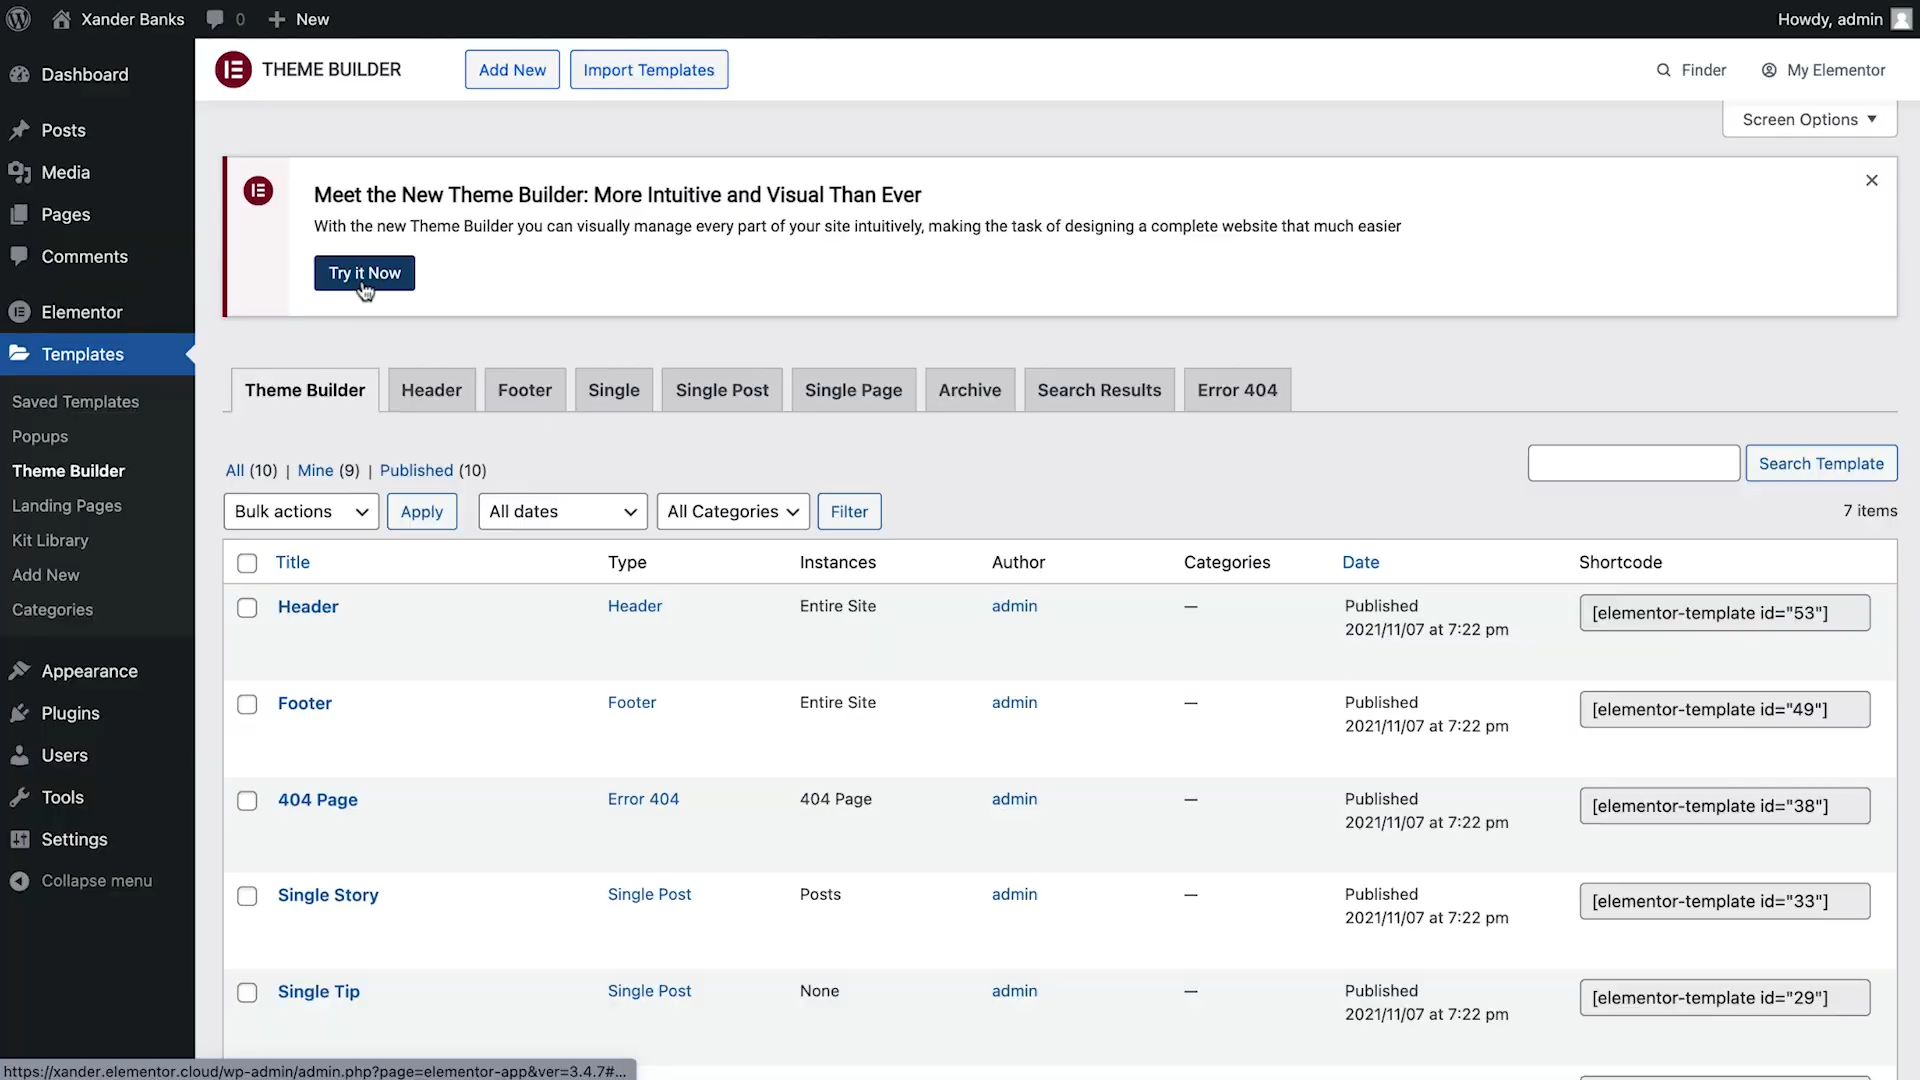 Xander Banks
0
New
Howdy, admin
Dashboard
Posts
Media
Pages
Comments
Elementor
Templates
Saved Templates
Popups
Theme Builder
Landing Pages
Kit Library
Add New
Categories
Appearance
Plugins
Users
Tools
Settings
Collapse menu
THEME BUILDER
Add New
Import Templates
Finder
My Elementor
Screen Options
Meet the New Theme Builder: More Intuitive and Visual Than Ever
With the new Theme Builder you can visually manage every part of your site intuitively, making the task of designing a complete website that much easier
Try it Now
Theme Builder
Header
Footer
Single
Single Post
Single Page
Archive
Search Results
Error 404
All (10) | Mine (9) | Published (10)
Search Template
Bulk actions
Apply
All dates
All Categories
Filter
7 items
Title
Type
Instances
Author
Categories
Date
Shortcode
Header
Header
Entire Site
admin
—
Published
2021/11/07 at 7:22 pm
[elementor-template id="53"]
Footer
Footer
Entire Site
admin
—
Published
2021/11/07 at 7:22 pm
[elementor-template id="49"]
404 Page
Error 404
404 Page
admin
—
Published
2021/11/07 at 7:22 pm
[elementor-template id="38"]
Single Story
Single Post
Posts
admin
—
Published
2021/11/07 at 7:22 pm
[elementor-template id="33"]
Single Tip
Single Post
None
admin
—
Published
2021/11/07 at 7:22 pm
[elementor-template id="29"]
https://xander.elementor.cloud/wp-admin/admin.php?page=elementor-app&ver=3.4.7#...